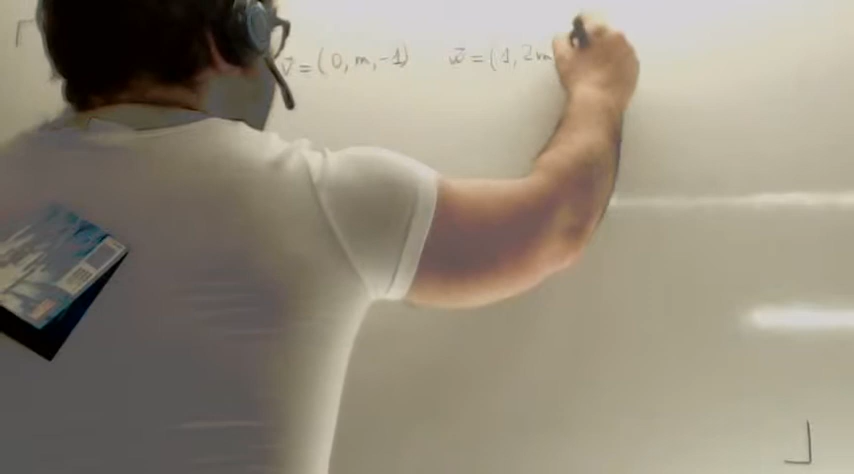 v⃗ = (0, m, -1) w⃗ = (1, 2m